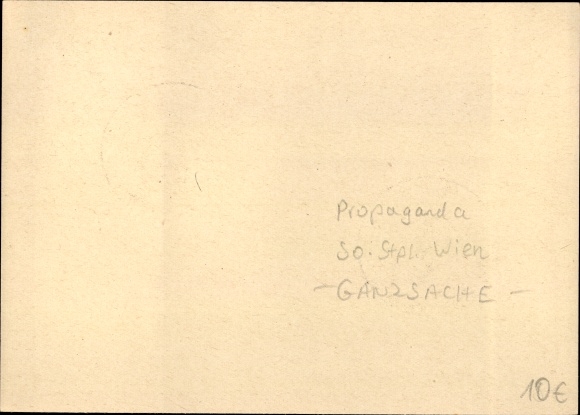 Propaganda
So. Stpl. Wien
- GANZSACHE -
10€